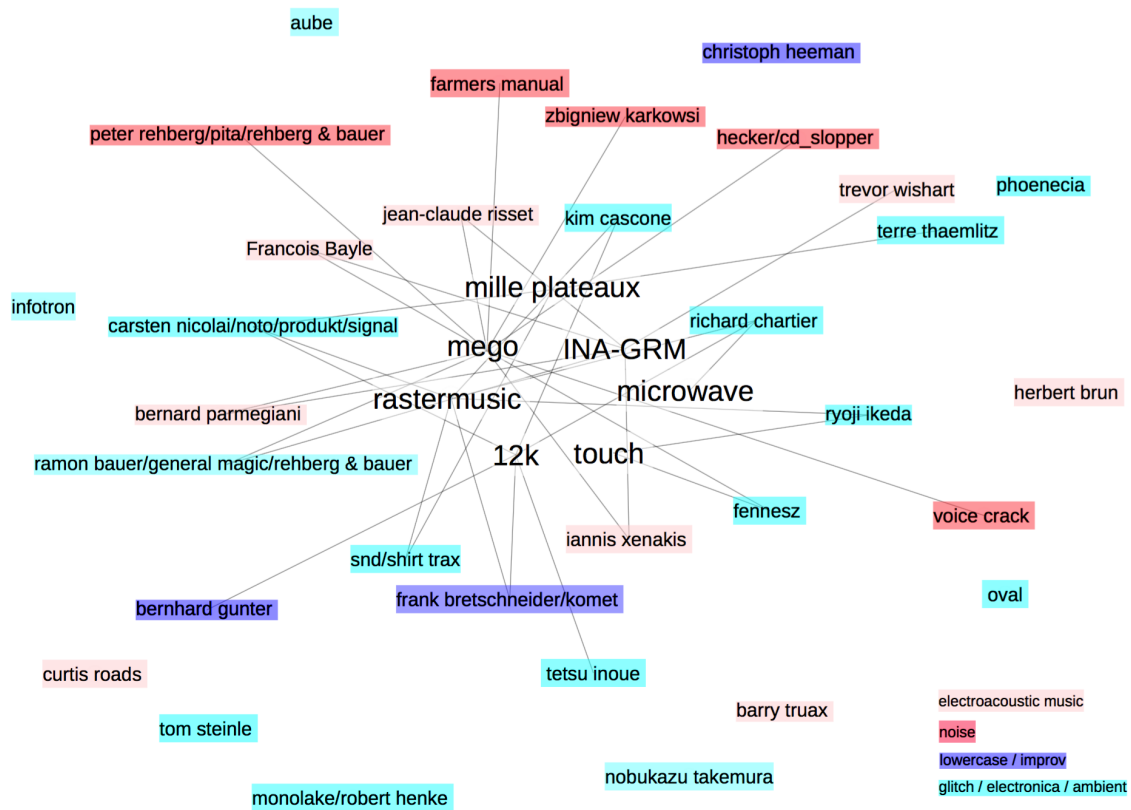 aube
christoph heeman
farmers manual
zbigniew karkowsi
peter rehberg/pita/rehberg & bauer
hecker/cd_slopper
trevor wishart
phoenecia
jean-claude risset
kim cascone
terre thaemlitz
Francois Bayle
mille plateaux
infotron
carsten nicolai/noto/produkt/signal
richard chartier
mego
INA-GRM
rastermusic
microwave
herbert brun
bernard parmegiani
ryoji ikeda
12k
touch
ramon bauer/general magic/rehberg & bauer
fennesz
voice crack
iannis xenakis
snd/shirt trax
frank bretschneider/komet
oval
bernhard gunter
curtis roads
tetsu inoue
barry truax
tom steinle
nobukazu takemura
monolake/robert henke
electroacoustic music
noise
lowercase / improv
glitch / electronica / ambient